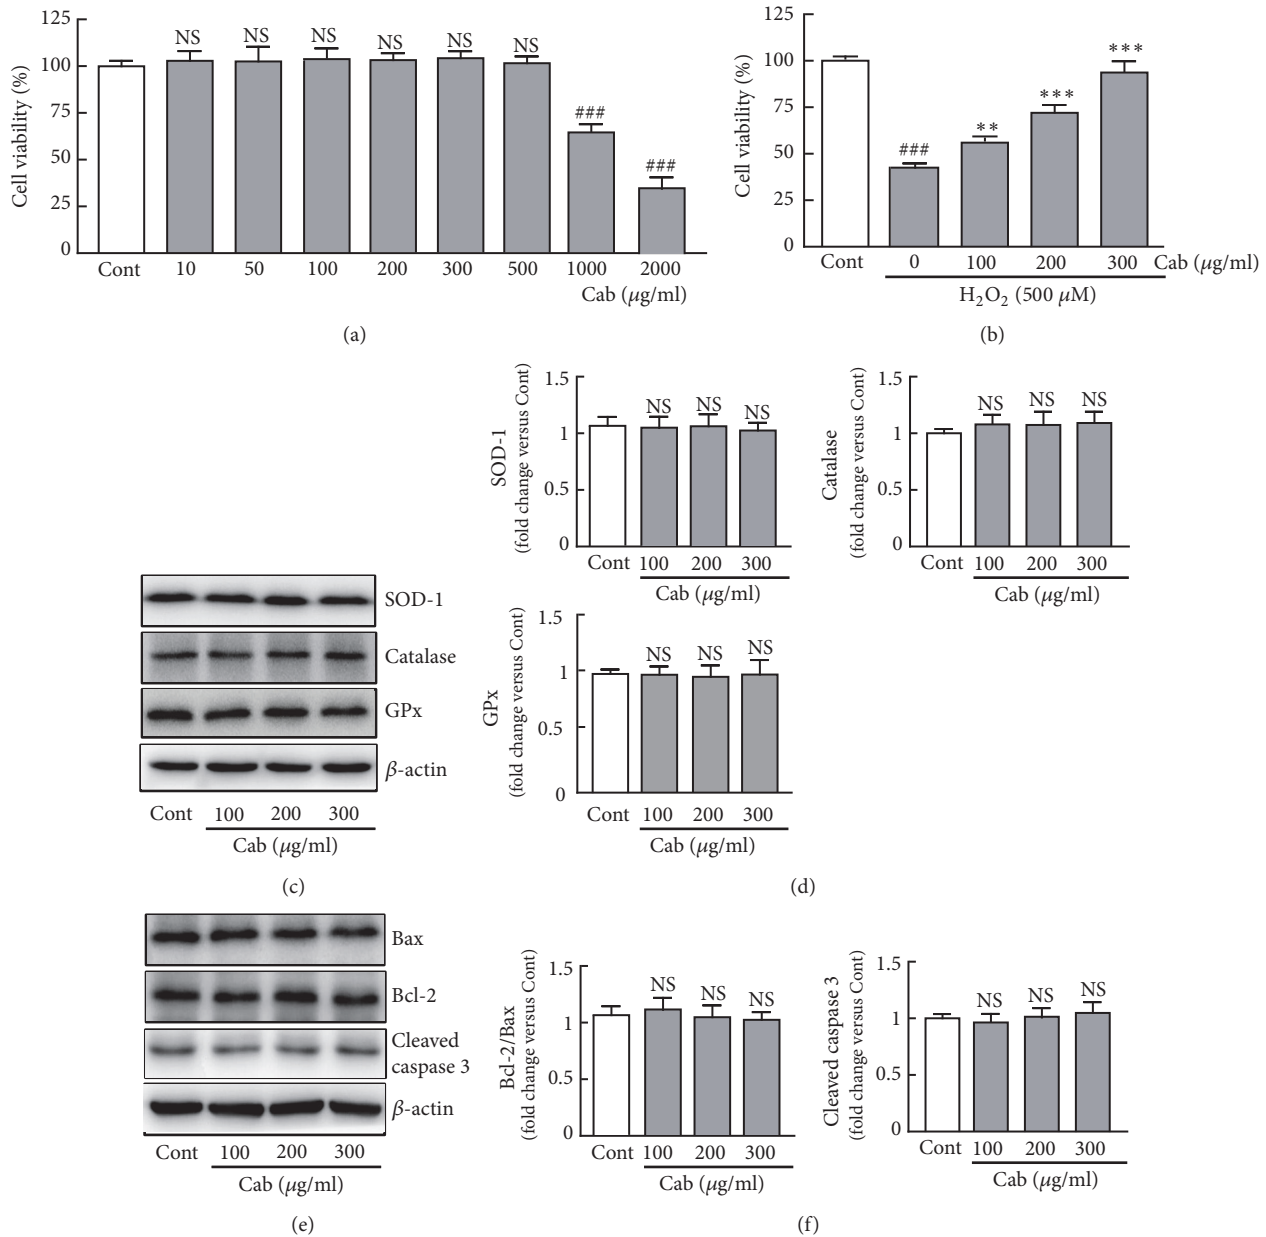 125
100
75
50
25
0
Cell viability (%)
NS NS NS NS NS NS ### ###
Cont 10 50 100 200 300 500 1000 2000
Cab (μg/ml)
(a)
125
100
75
50
25
0
Cell viability (%)
### ** *** ***
Cont 0 100 200 300 Cab (μg/ml)
H₂O₂ (500 μM)
(b)
SOD-1
Catalase
GPx
β-actin
Cont 100 200 300
Cab (μg/ml)
(c)
SOD-1
(fold change versus Cont)
1.5
1
0.5
0
NS NS NS
Cont 100 200 300
Cab (μg/ml)
Catalase
(fold change versus Cont)
1.5
1
0.5
0
NS NS NS
Cont 100 200 300
Cab (μg/ml)
GPx
(fold change versus Cont)
1.5
1
0.5
0
NS NS NS
Cont 100 200 300
Cab (μg/ml)
(d)
Bax
Bcl-2
Cleaved
caspase 3
β-actin
Cont 100 200 300
Cab (μg/ml)
(e)
Bcl-2/Bax
(fold change versus Cont)
1.5
1
0.5
0
NS NS NS
Cont 100 200 300
Cab (μg/ml)
Cleaved caspase 3
(fold change versus Cont)
1.5
1
0.5
0
NS NS NS
Cont 100 200 300
Cab (μg/ml)
(f)